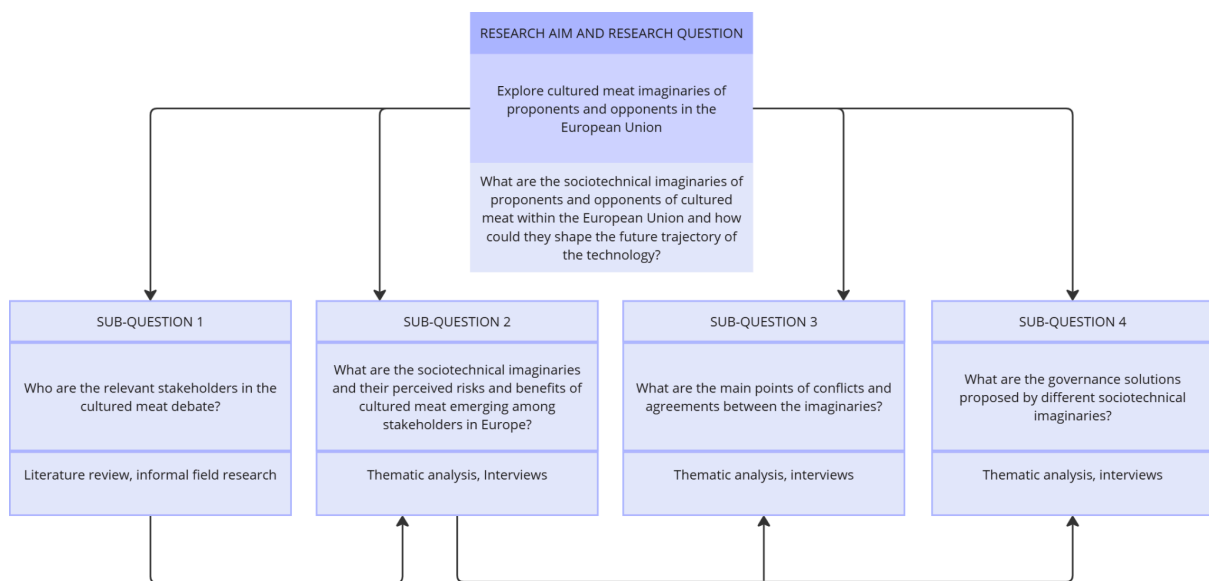 RESEARCH AIM AND RESEARCH QUESTION
Explore cultured meat imaginaries of
proponents and opponents in the
European Union
What are the sociotechnical imaginaries of
proponents and opponents of cultured
meat within the European Union and how
could they shape the future trajectory of
the technology?
SUB-QUESTION 1
Who are the relevant stakeholders in the
cultured meat debate?
Literature review, informal field research
SUB-QUESTION 2
What are the sociotechnical imaginaries
and their perceived risks and benefits of
cultured meat emerging among
stakeholders in Europe?
Thematic analysis, Interviews
SUB-QUESTION 3
What are the main points of conflicts and
agreements between the imaginaries?
Thematic analysis, interviews
SUB-QUESTION 4
What are the governance solutions
proposed by different sociotechnical
imaginaries?
Thematic analysis, interviews